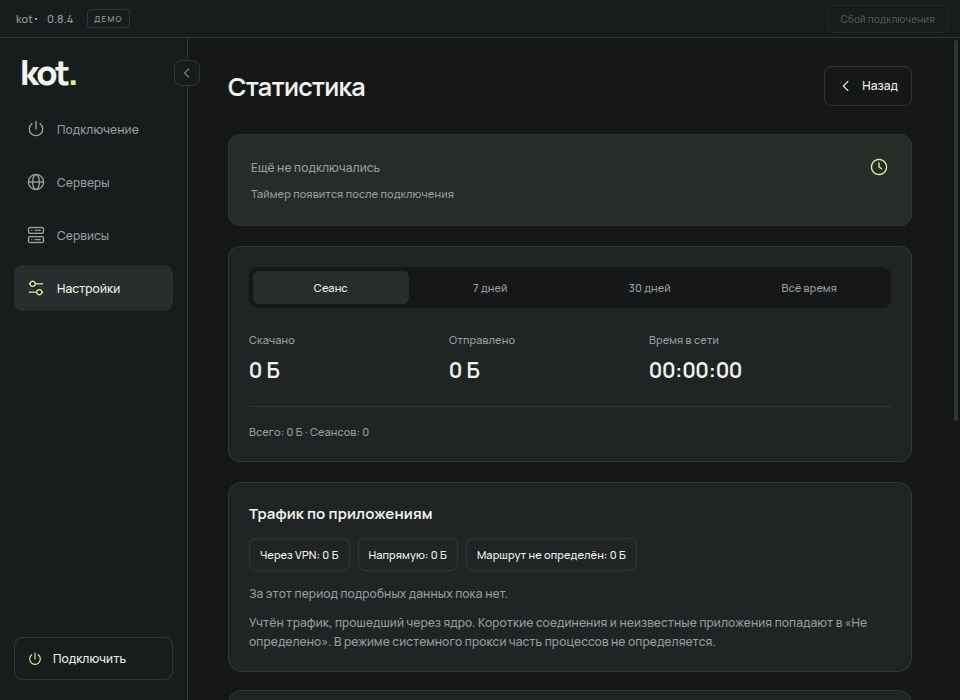 kot· 0.8.4 ДЕМО Сбой подключения
kot.
Подключение
Серверы
Сервисы
Настройки
Подключить
Статистика
Назад
Ещё не подключались
Таймер появится после подключения
Сеанс 7 дней 30 дней Всё время
Скачано Отправлено Время в сети
0 Б 0 Б 00:00:00
Всего: 0 Б · Сеансов: 0
Трафик по приложениям
Через VPN: 0 Б Напрямую: 0 Б Маршрут не определён: 0 Б
За этот период подробных данных пока нет.
Учтён трафик, прошедший через ядро. Короткие соединения и неизвестные приложения попадают в «Не
определено». В режиме системного прокси часть процессов не определяется.